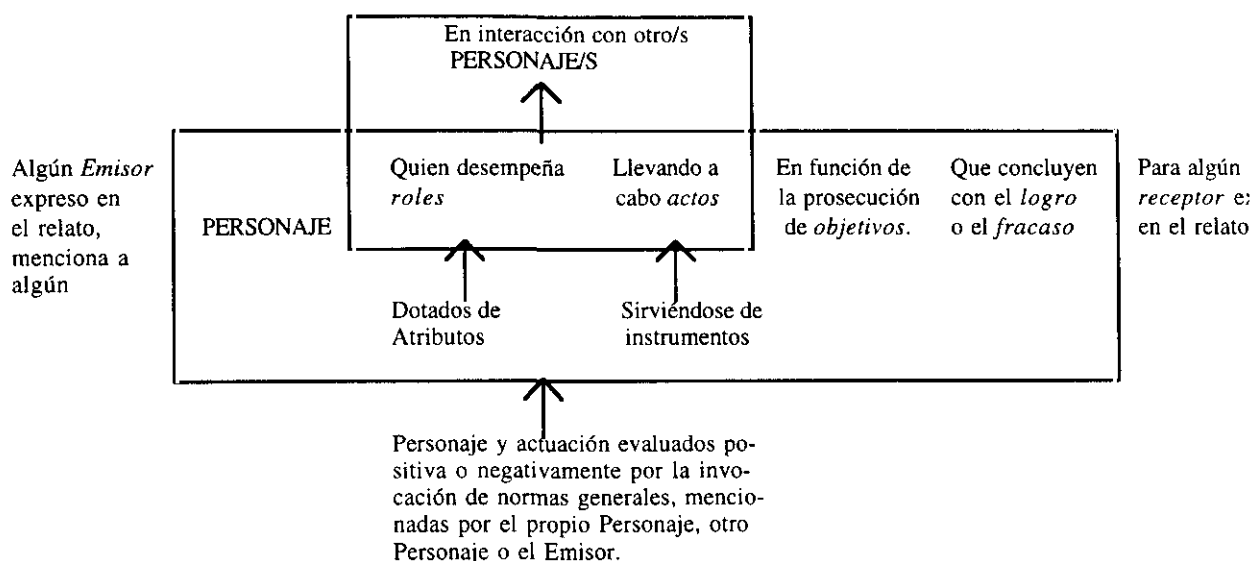 En interacción con otro/s
PERSONAJE/S
Algún Emisor
expreso en
el relato,
menciona a
algún
PERSONAJE
Quien desempeña
roles
Llevando a
cabo actos
En función de
la prosecución
de objetivos.
Que concluyen
con el logro
o el fracaso
Para algún
receptor
en el relato
Dotados de
Atributos
Sirviéndose de
instrumentos
Personaje y actuación evaluados po-
sitiva o negativamente por la invo-
cación de normas generales, mencio-
nadas por el propio Personaje, otro
Personaje o el Emisor.